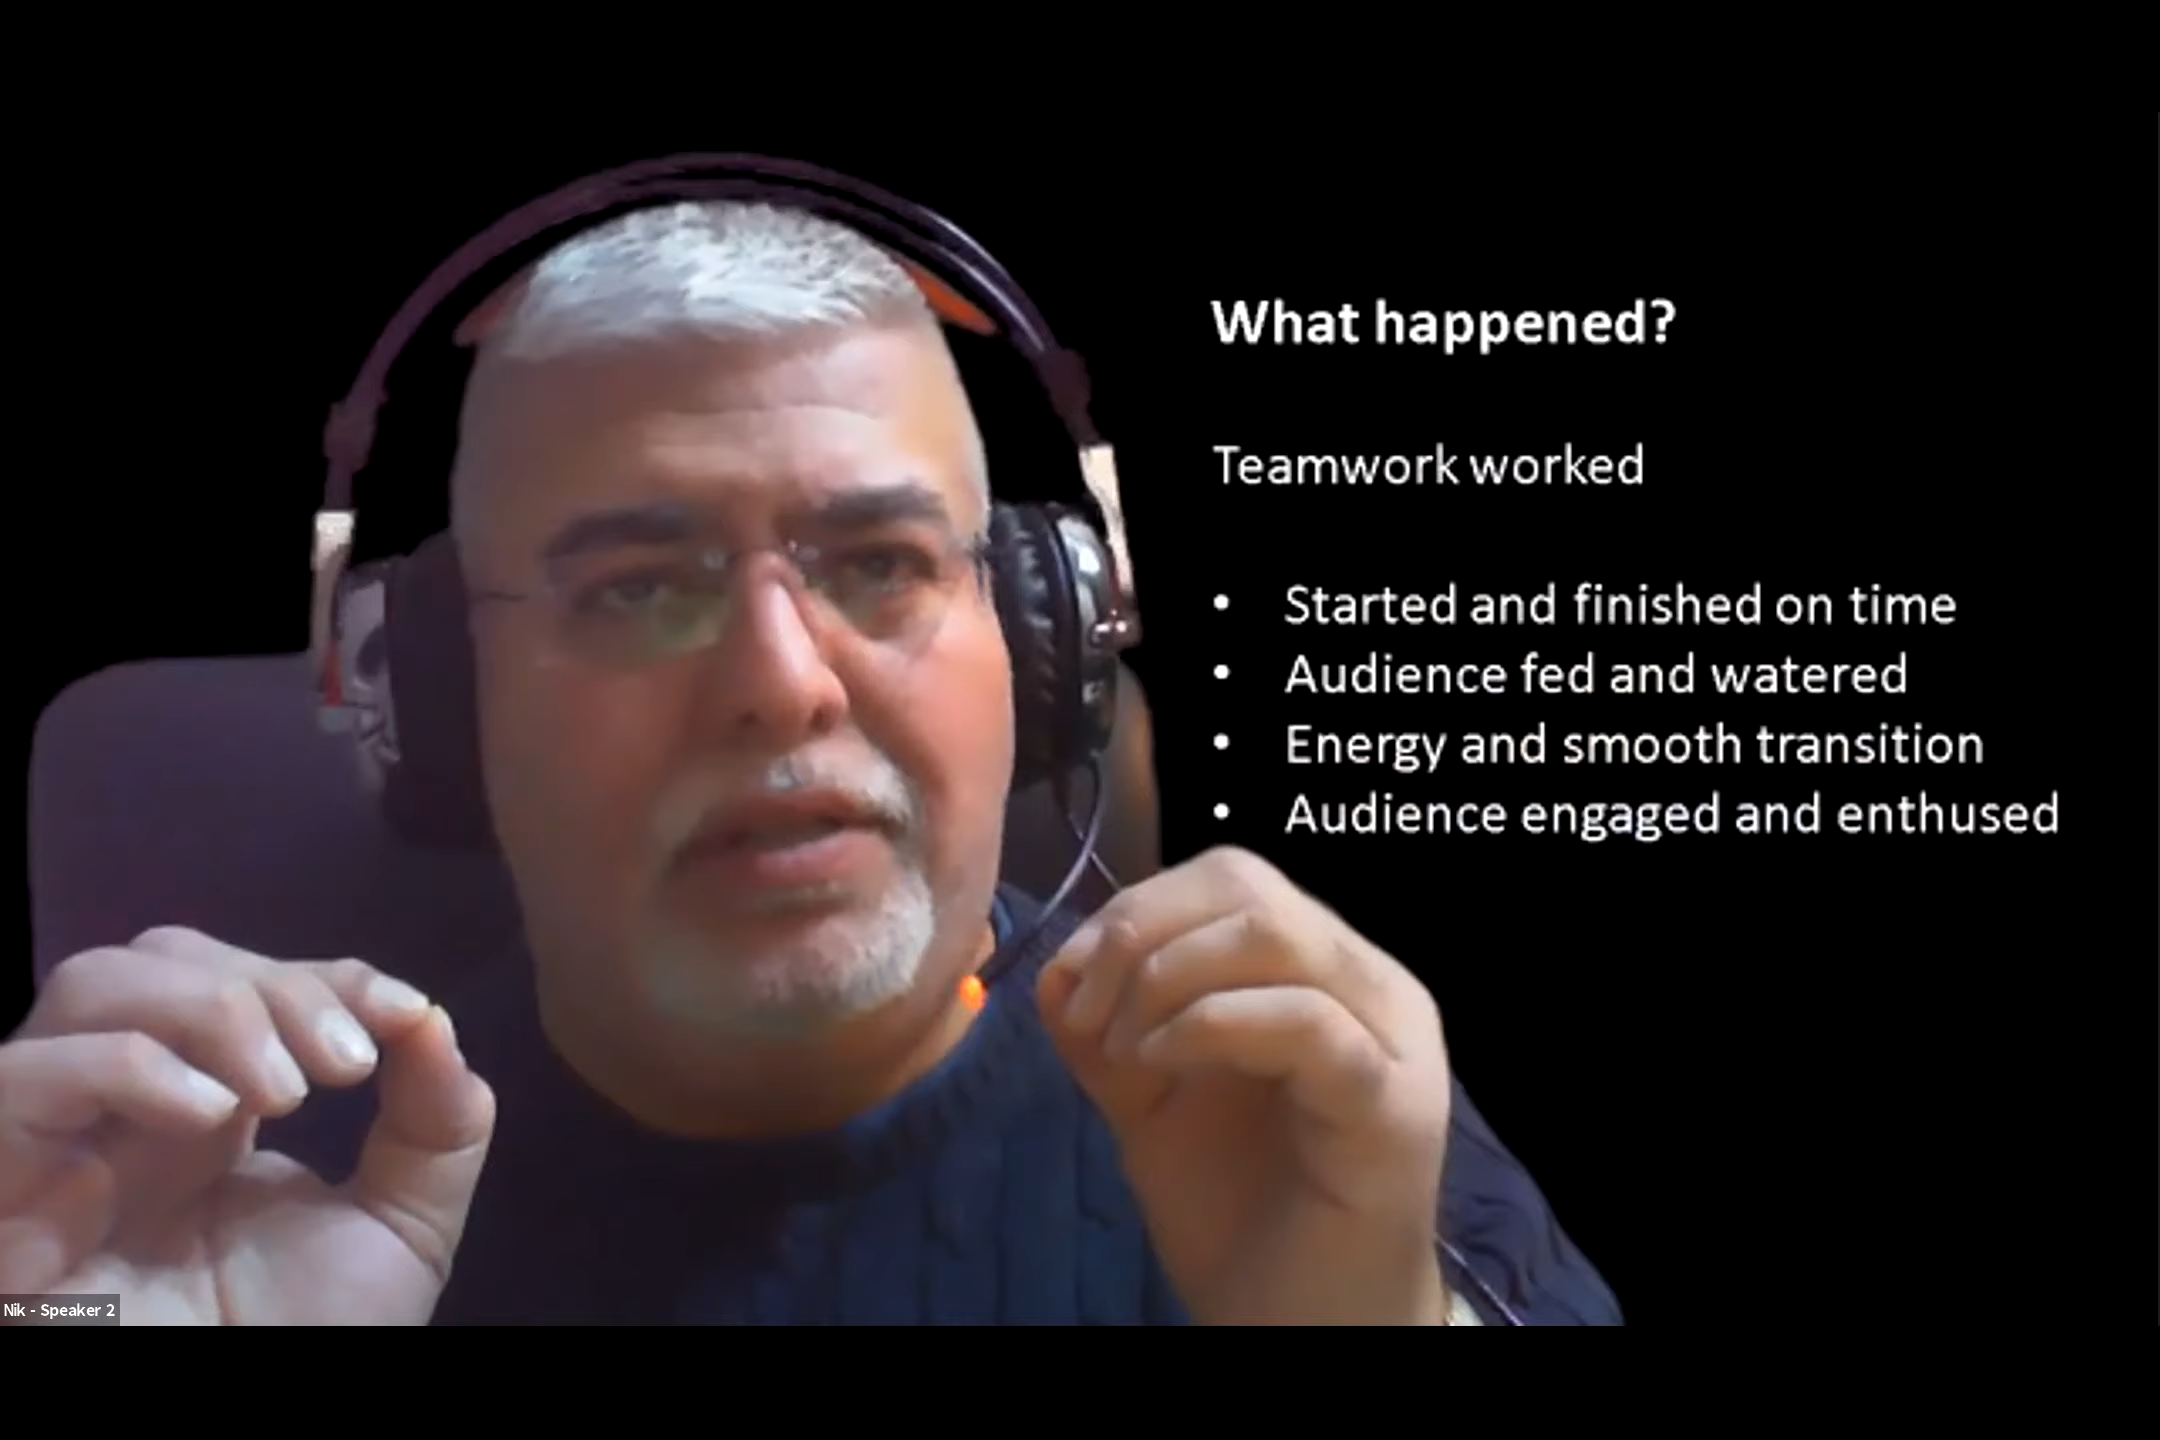 What happened?
Teamwork worked
• Started and finished on time
• Audience fed and watered
• Energy and smooth transition
• Audience engaged and enthused
Nik - Speaker 2